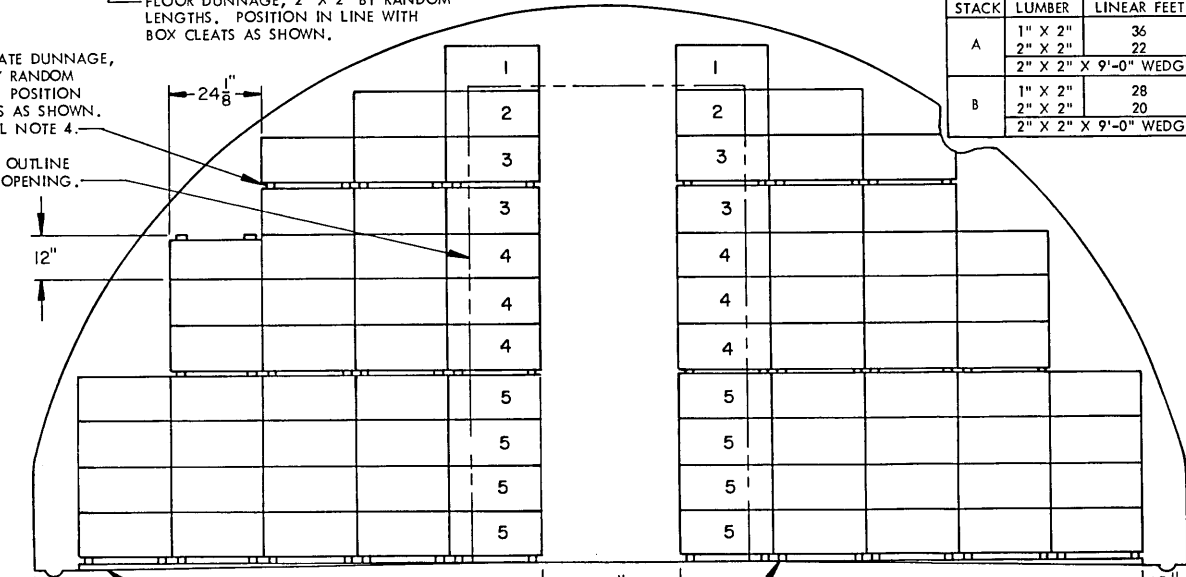 FLOOR DUNNAGE, 2" X 2" BY RANDOM
LENGTHS. POSITION IN LINE WITH
BOX CLEATS AS SHOWN.
DUNNAGE,
RANDOM
POSITION
AS SHOWN.
NOTE 4.
OUTLINE
OPENING.
24 1/8"
12"
STACK LUMBER LINEAR FEET
A 1" X 2" 36
2" X 2" 22
2" X 2" X 9'-0" WEDG
B 1" X 2" 28
2" X 2" 20
2" X 2" X 9'-0" WEDG
1 1
2 2
3 3
3 3
4 4
4 4
4 4
5 5
5 5
5 5
5 5